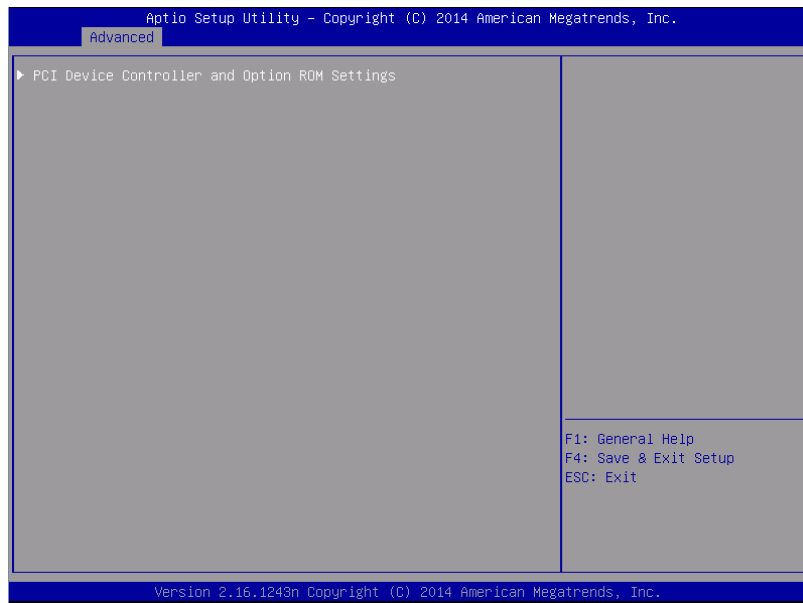 Aptio Setup Utility – Copyright (C) 2014 American Megatrends, Inc.
Advanced
PCI Device Controller and Option ROM Settings
F1: General Help
F4: Save & Exit Setup
ESC: Exit
Version 2.16.1243n Copyright (C) 2014 American Megatrends, Inc.